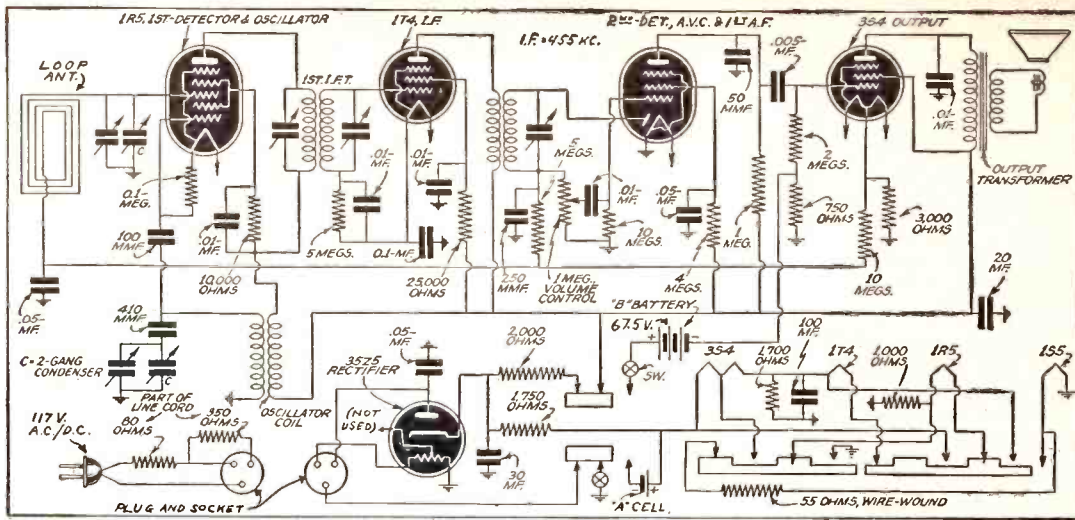 1R5, 1ST-DETECTOR & OSCILLATOR
1T4, I.F.
I.F. = 455 KC.
2ND-DET., A.V.C. & 1ST A.F.
3S4 OUTPUT
LOOP
ANT.
C
1ST. I.F.T.
.01-
MF.
.01-
MF.
.5
MEGS.
.01-
MF.
50
MMF.
.005-
MF.
2
MEGS.
750
OHMS
.01-
MF.
OUTPUT
TRANSFORMER
0.1-
MEG.
100
MMF
.01-
MF.
10,000
OHMS
5 MEGS.
0.1-MF.
25,000
OHMS
250
MMF.
1 MEG.,
VOLUME
CONTROL
10
MEGS.
.05-
MF.
4
MEGS.
1
MEG.
10
MEGS.
3,000
OHMS
20
MF.
.05-
MF.
410
MMF.
C = 2-GANG
CONDENSER
C
PART OF
LINE CORD
80
OHMS
350
OHMS
117 V.
A.C./D.C.
PLUG AND SOCKET
OSCILLATOR
COIL
.05-
MF.
35Z5
RECTIFIER
(NOT
USED)
2,000
OHMS
1,750
OHMS
30
MF.
"B" BATTERY
67.5 V.
+
-
SW.
"A" CELL
+
-
3S4
1,700
OHMS
100
MF.
1T4
1,000
OHMS
1R5
1S5
55 OHMS, WIRE-WOUND